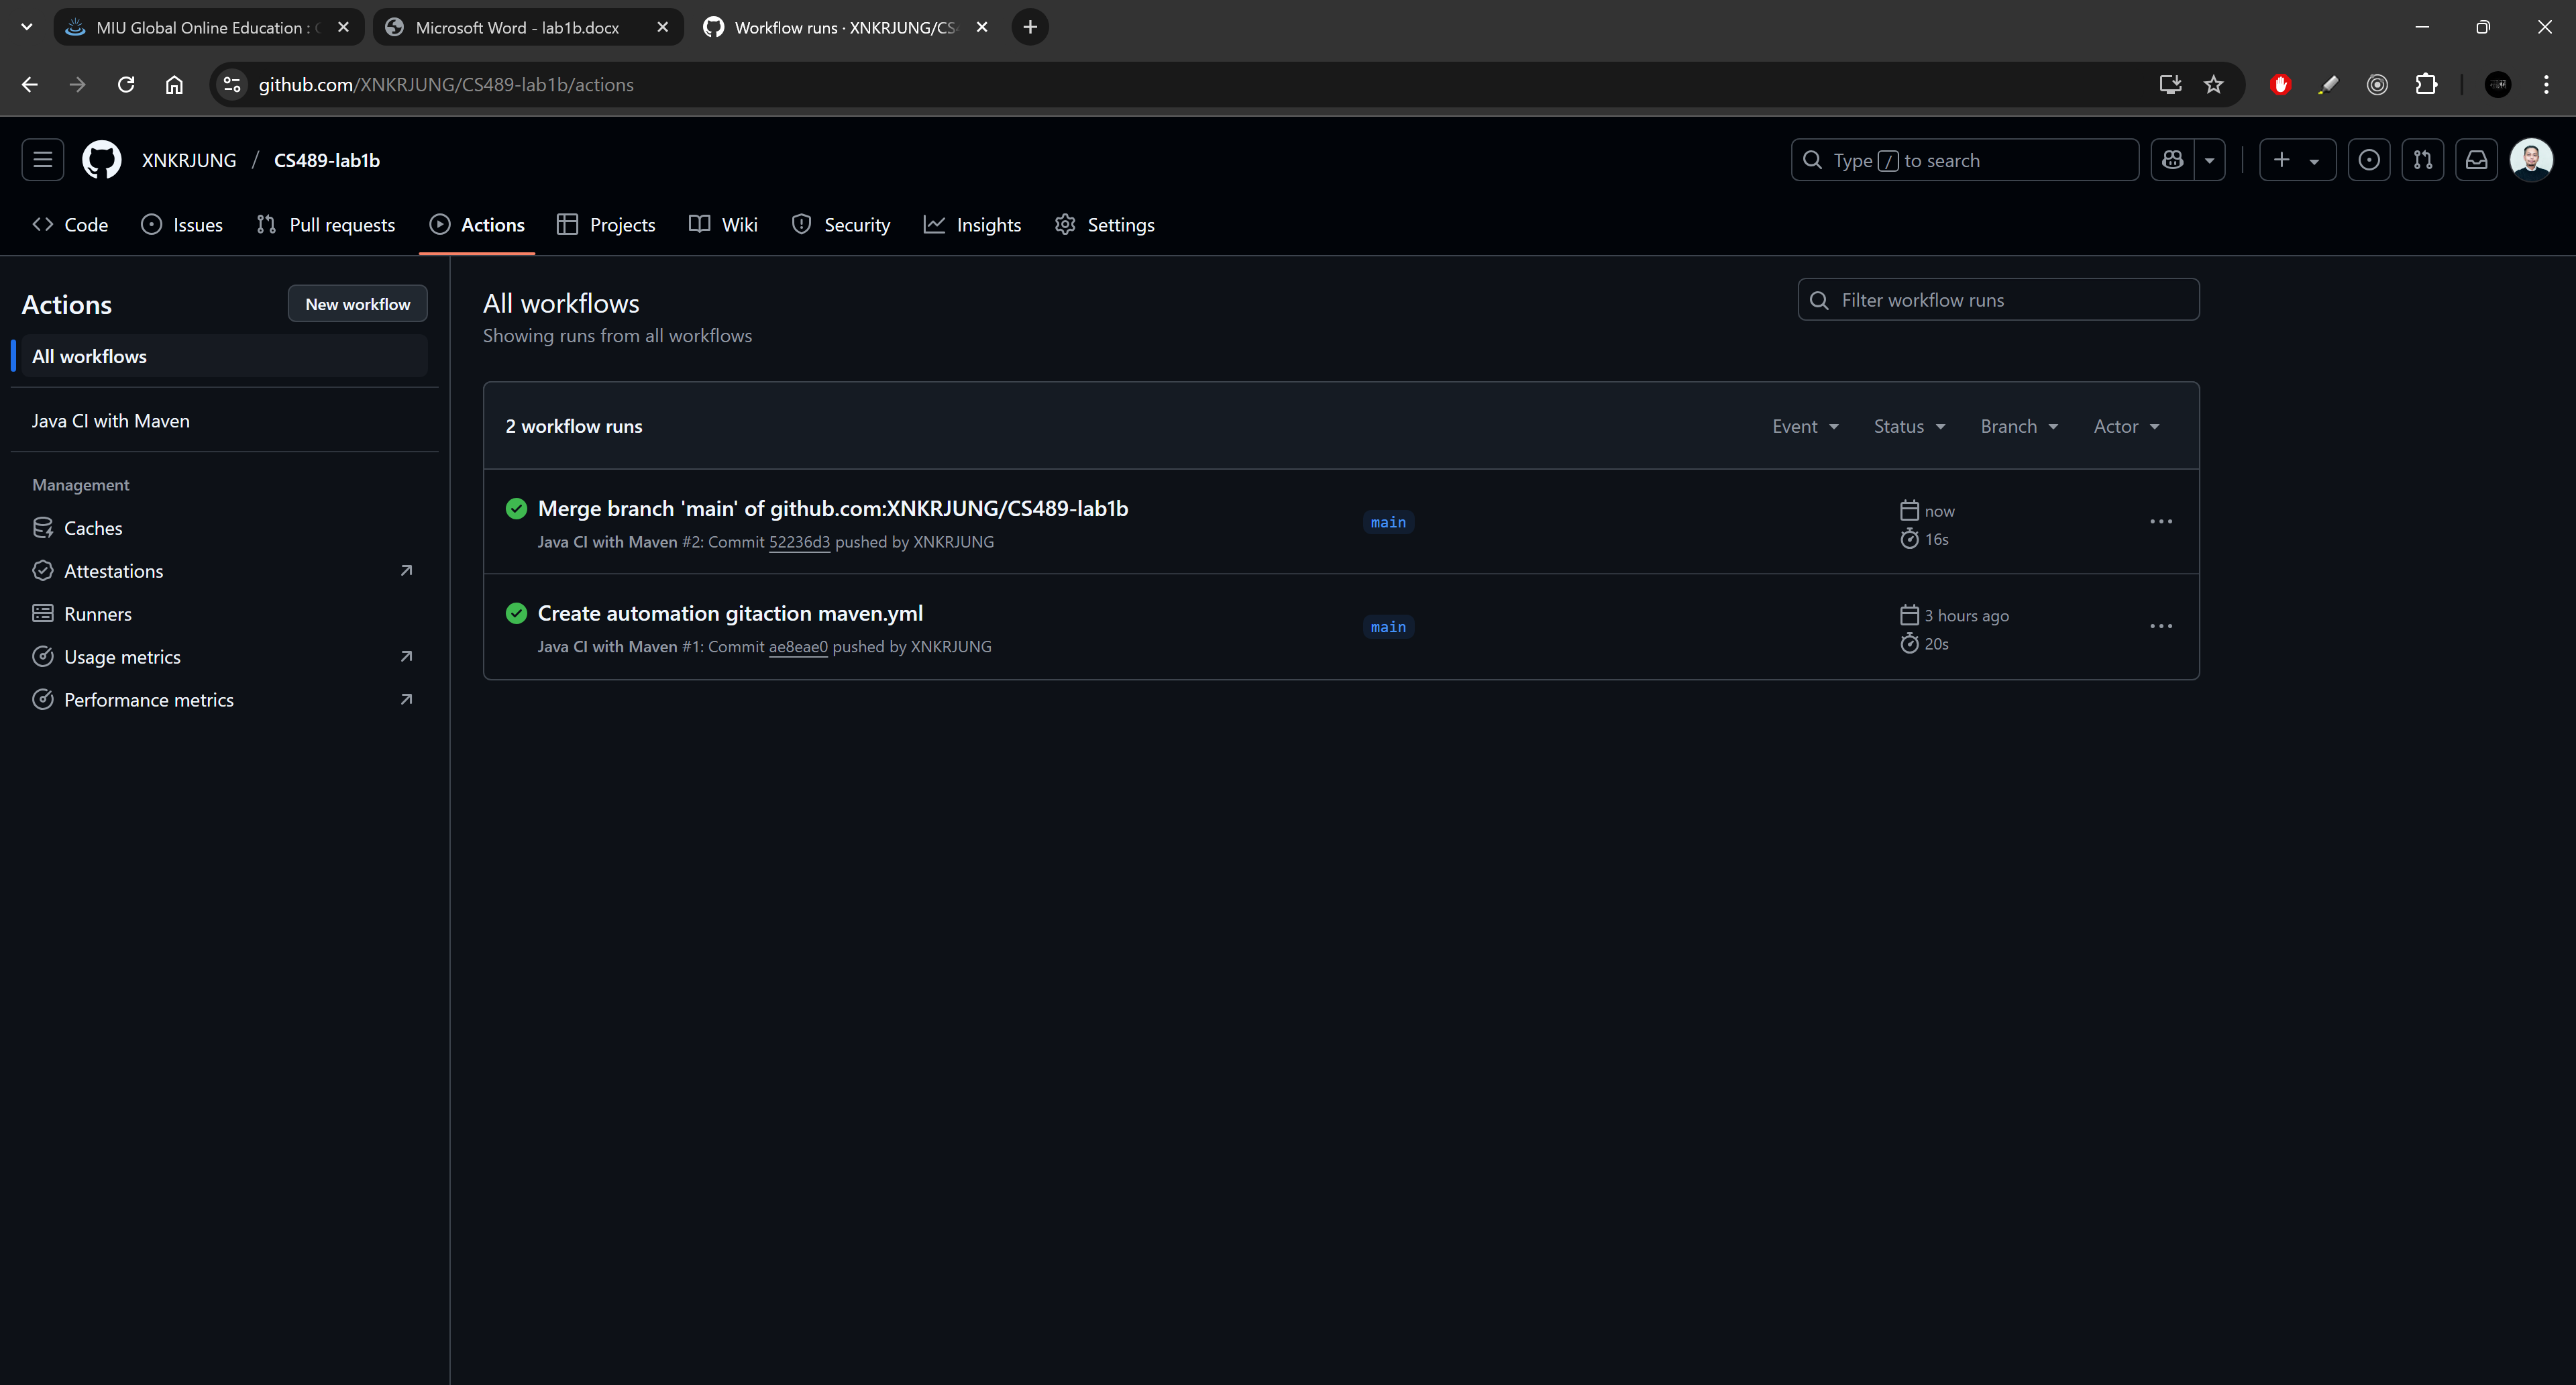 MIU Global Online Education :
Microsoft Word - lab1b.docx
Workflow runs · XNKRJUNG/CS
github.com/XNKRJUNG/CS489-lab1b/actions
XNKRJUNG / CS489-lab1b
Type / to search
Code
Issues
Pull requests
Actions
Projects
Wiki
Security
Insights
Settings
Actions
New workflow
All workflows
Java CI with Maven
Management
Caches
Attestations
Runners
Usage metrics
Performance metrics
All workflows
Showing runs from all workflows
Filter workflow runs
2 workflow runs
Event
Status
Branch
Actor
Merge branch 'main' of github.com:XNKRJUNG/CS489-lab1b
Java CI with Maven #2: Commit 52236d3 pushed by XNKRJUNG
main
now
16s
Create automation gitaction maven.yml
Java CI with Maven #1: Commit ae8eae0 pushed by XNKRJUNG
main
3 hours ago
20s